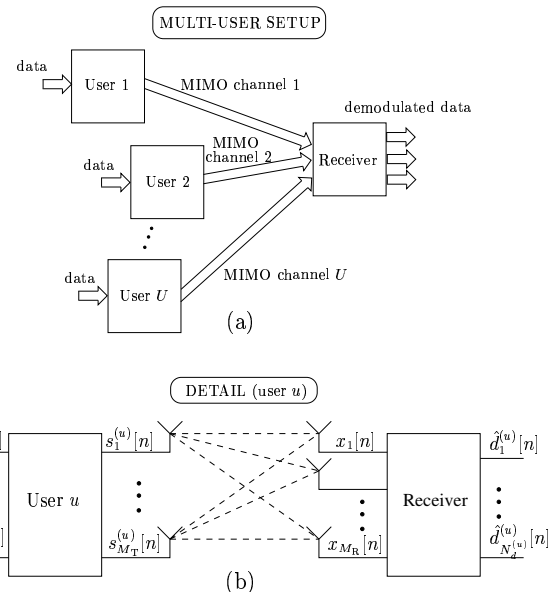 MULTI-USER SETUP
data
User 1
MIMO channel 1
demodulated data
MIMO
channel 2
Receiver
data
User 2
data
User U
MIMO channel U
(a)
DETAIL (user u)
s_1^{(u)}[n]
x_1[n]
\hat{d}_1^{(u)}[n]
User u
Receiver
s_{M_T}^{(u)}[n]
x_{M_R}[n]
\hat{d}_{N_d^{(u)}}^{(u)}[n]
(b)